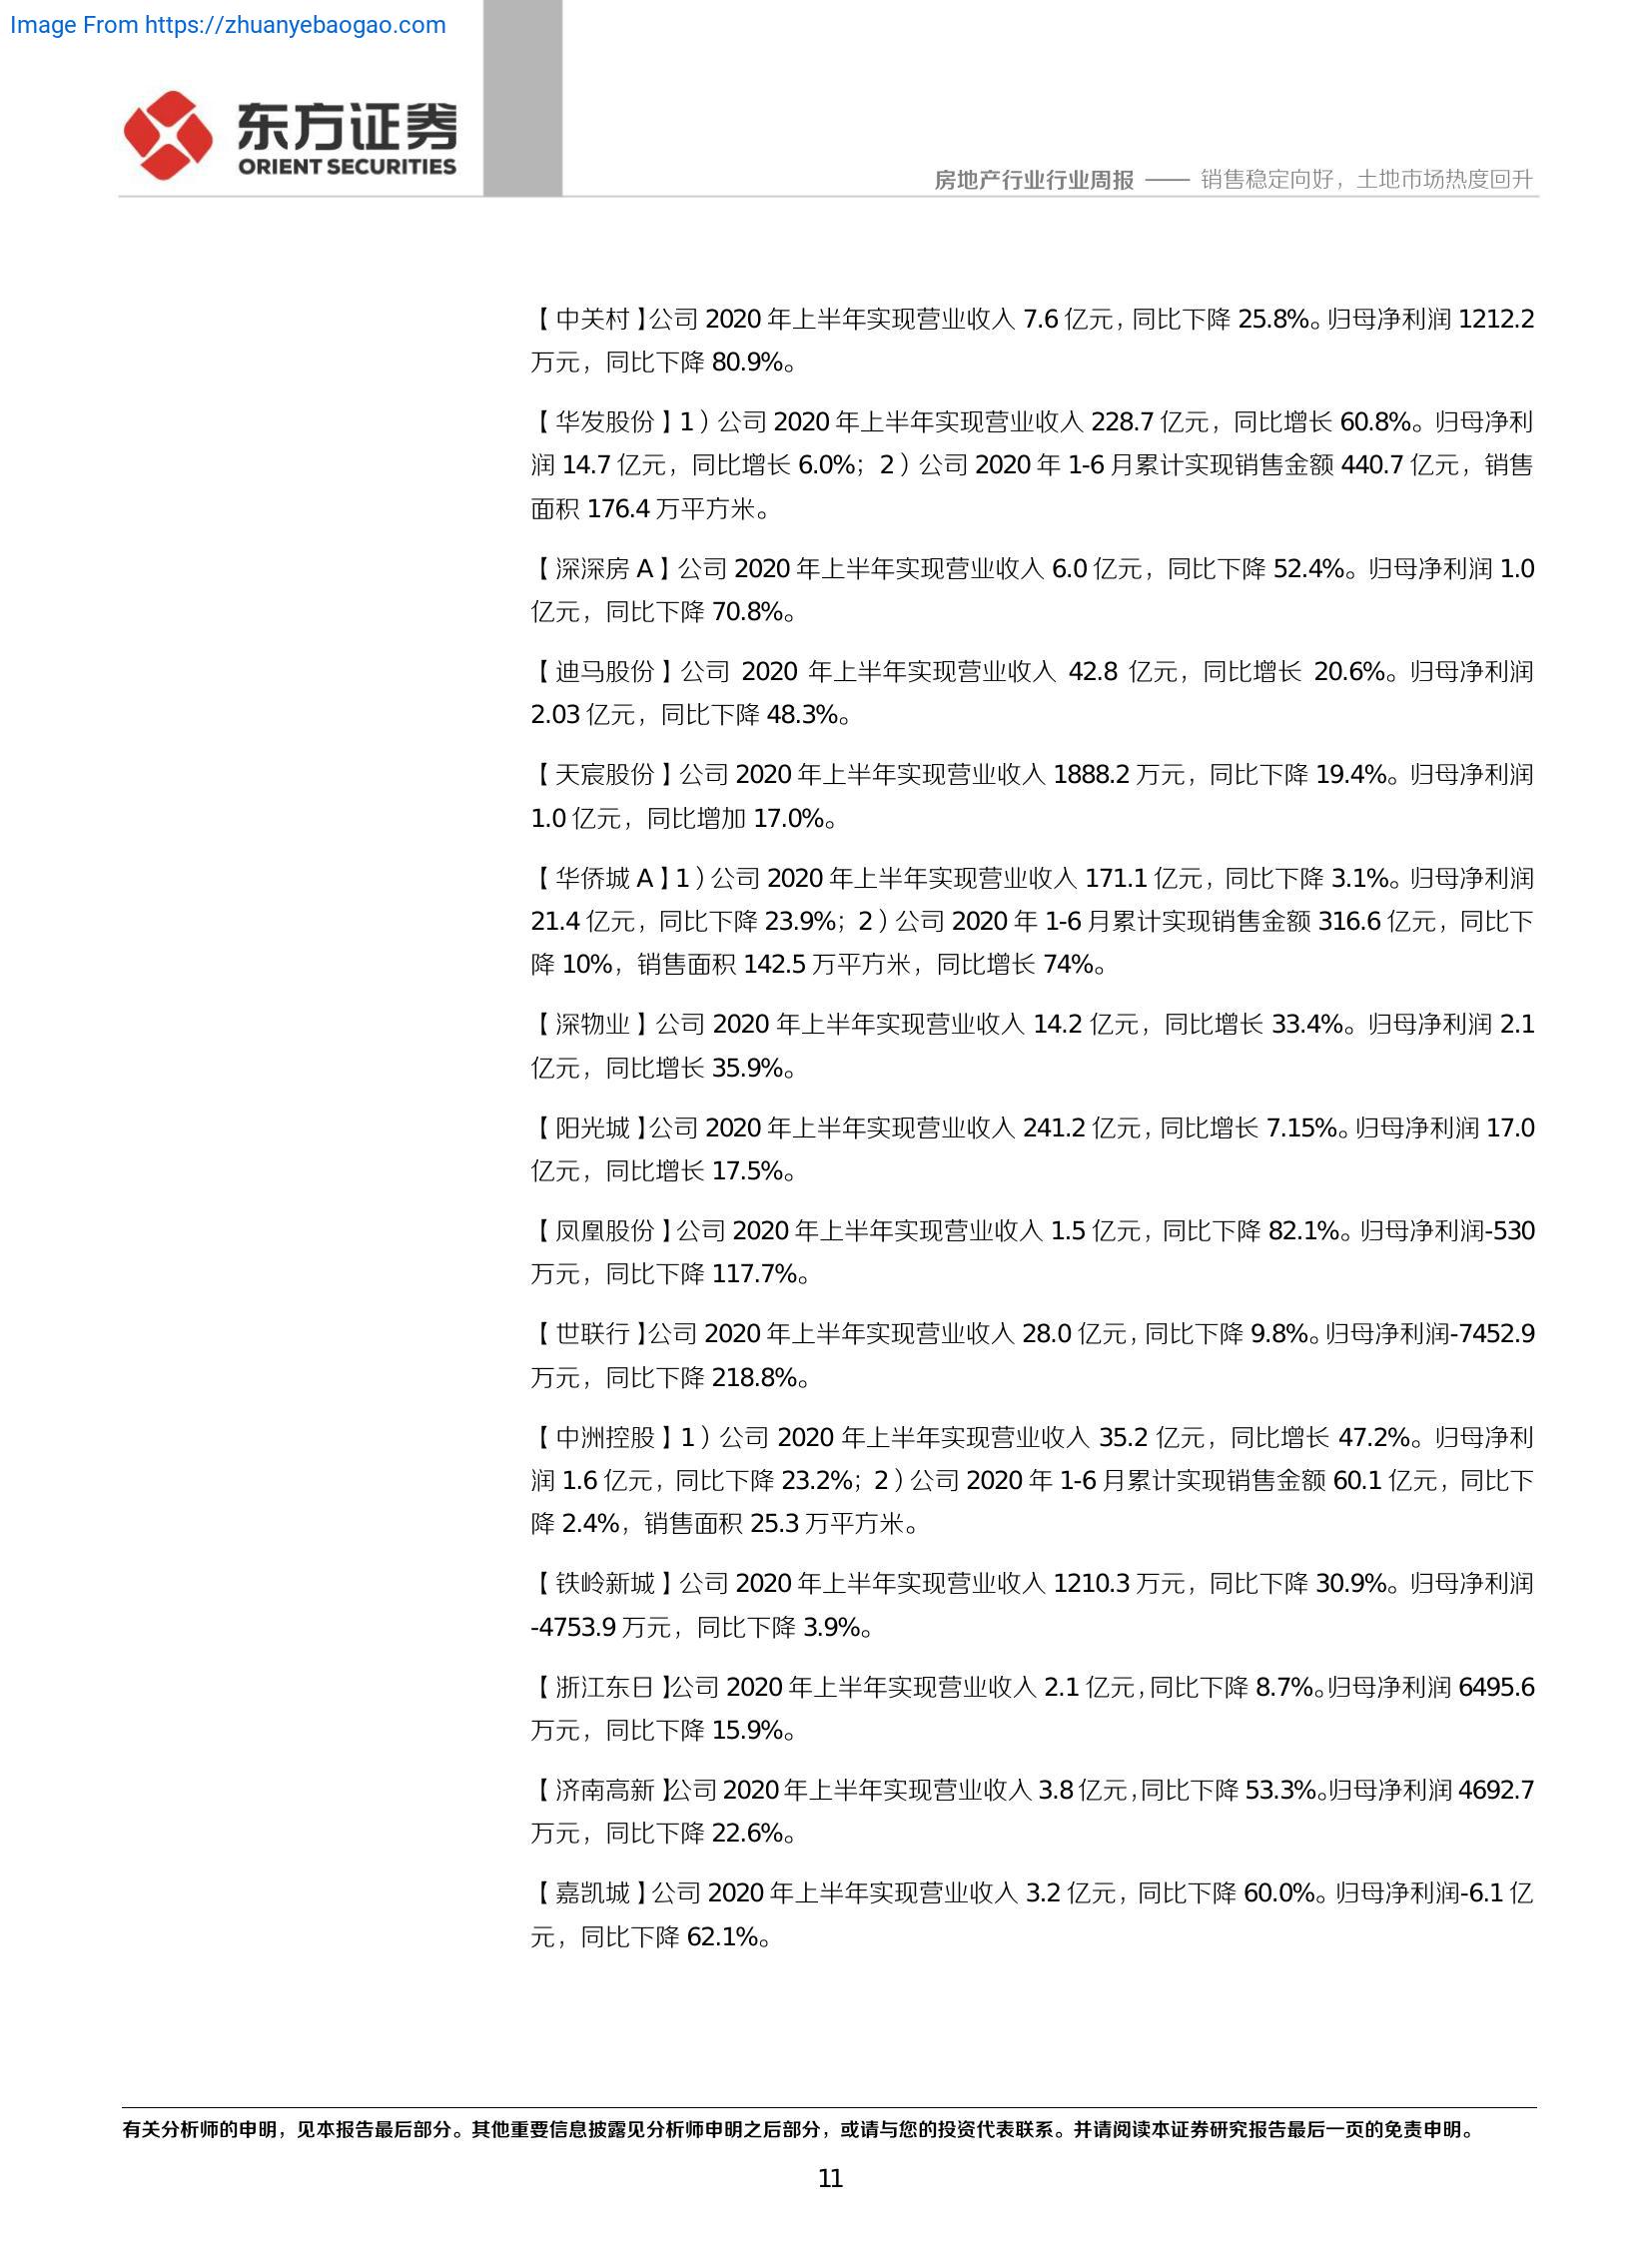 Image From https://zhuanyebaogao.com
东方证券
ORIENT SECURITIES
房地产行业行业周报 —— 销售稳定向好，土地市场热度回升
【中关村】公司 2020 年上半年实现营业收入 7.6 亿元，同比下降 25.8%。归母净利润 1212.2
万元，同比下降 80.9%。
【华发股份】1）公司 2020 年上半年实现营业收入 228.7 亿元，同比增长 60.8%。归母净利
润 14.7 亿元，同比增长 6.0%；2）公司 2020 年 1-6 月累计实现销售金额 440.7 亿元，销售
面积 176.4 万平方米。
【深深房 A】公司 2020 年上半年实现营业收入 6.0 亿元，同比下降 52.4%。归母净利润 1.0
亿元，同比下降 70.8%。
【迪马股份】公司 2020 年上半年实现营业收入 42.8 亿元，同比增长 20.6%。归母净利润
2.03 亿元，同比下降 48.3%。
【天宸股份】公司 2020 年上半年实现营业收入 1888.2 万元，同比下降 19.4%。归母净利润
1.0 亿元，同比增加 17.0%。
【华侨城 A】1）公司 2020 年上半年实现营业收入 171.1 亿元，同比下降 3.1%。归母净利润
21.4 亿元，同比下降 23.9%；2）公司 2020 年 1-6 月累计实现销售金额 316.6 亿元，同比下
降 10%，销售面积 142.5 万平方米，同比增长 74%。
【深物业】公司 2020 年上半年实现营业收入 14.2 亿元，同比增长 33.4%。归母净利润 2.1
亿元，同比增长 35.9%。
【阳光城】公司 2020 年上半年实现营业收入 241.2 亿元，同比增长 7.15%。归母净利润 17.0
亿元，同比增长 17.5%。
【凤凰股份】公司 2020 年上半年实现营业收入 1.5 亿元，同比下降 82.1%。归母净利润-530
万元，同比下降 117.7%。
【世联行】公司 2020 年上半年实现营业收入 28.0 亿元，同比下降 9.8%。归母净利润-7452.9
万元，同比下降 218.8%。
【中洲控股】1）公司 2020 年上半年实现营业收入 35.2 亿元，同比增长 47.2%。归母净利
润 1.6 亿元，同比下降 23.2%；2）公司 2020 年 1-6 月累计实现销售金额 60.1 亿元，同比下
降 2.4%，销售面积 25.3 万平方米。
【铁岭新城】公司 2020 年上半年实现营业收入 1210.3 万元，同比下降 30.9%。归母净利润
-4753.9 万元，同比下降 3.9%。
【浙江东日】公司 2020 年上半年实现营业收入 2.1 亿元，同比下降 8.7%。归母净利润 6495.6
万元，同比下降 15.9%。
【济南高新】公司 2020 年上半年实现营业收入 3.8 亿元，同比下降 53.3%。归母净利润 4692.7
万元，同比下降 22.6%。
【嘉凯城】公司 2020 年上半年实现营业收入 3.2 亿元，同比下降 60.0%。归母净利润-6.1 亿
元，同比下降 62.1%。
有关分析师的申明，见本报告最后部分。其他重要信息披露见分析师申明之后部分，或请与您的投资代表联系。并请阅读本证券研究报告最后一页的免责申明。
11